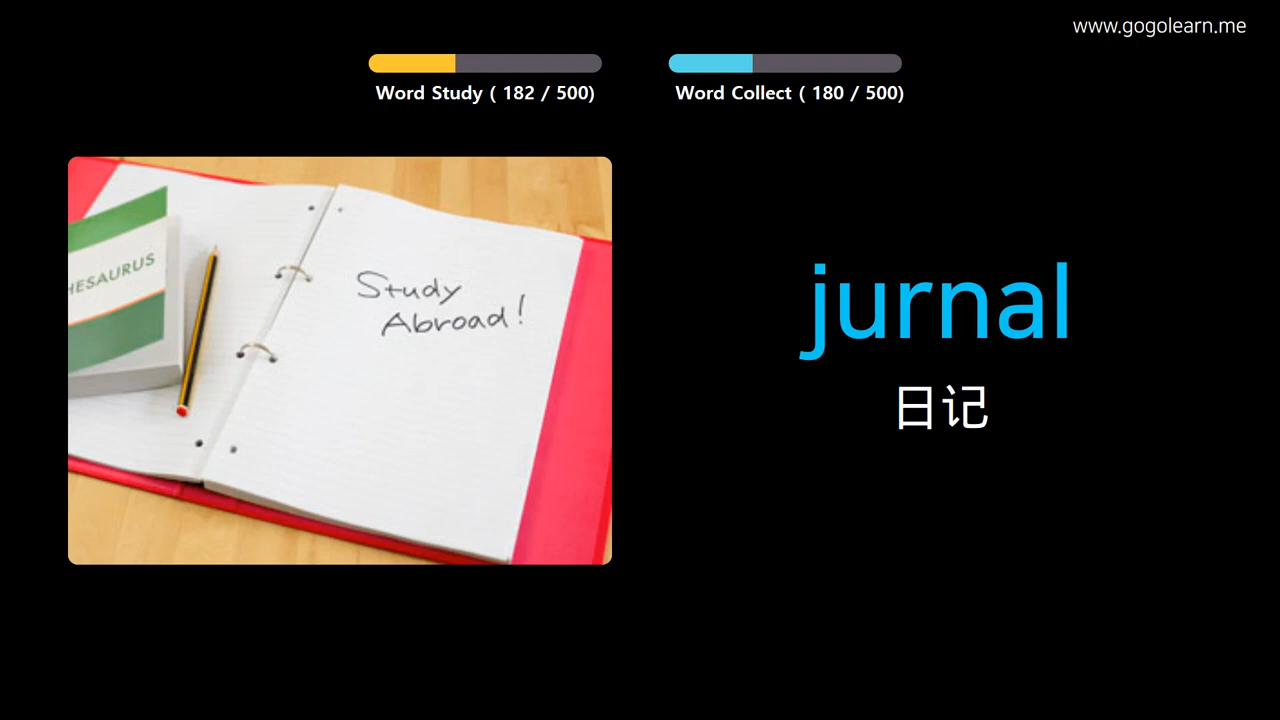 www.gogolearn.me
Word Study ( 182 / 500)
Word Collect ( 180 / 500)
HESAURUS
Study
Abroad!
jurnal
日记